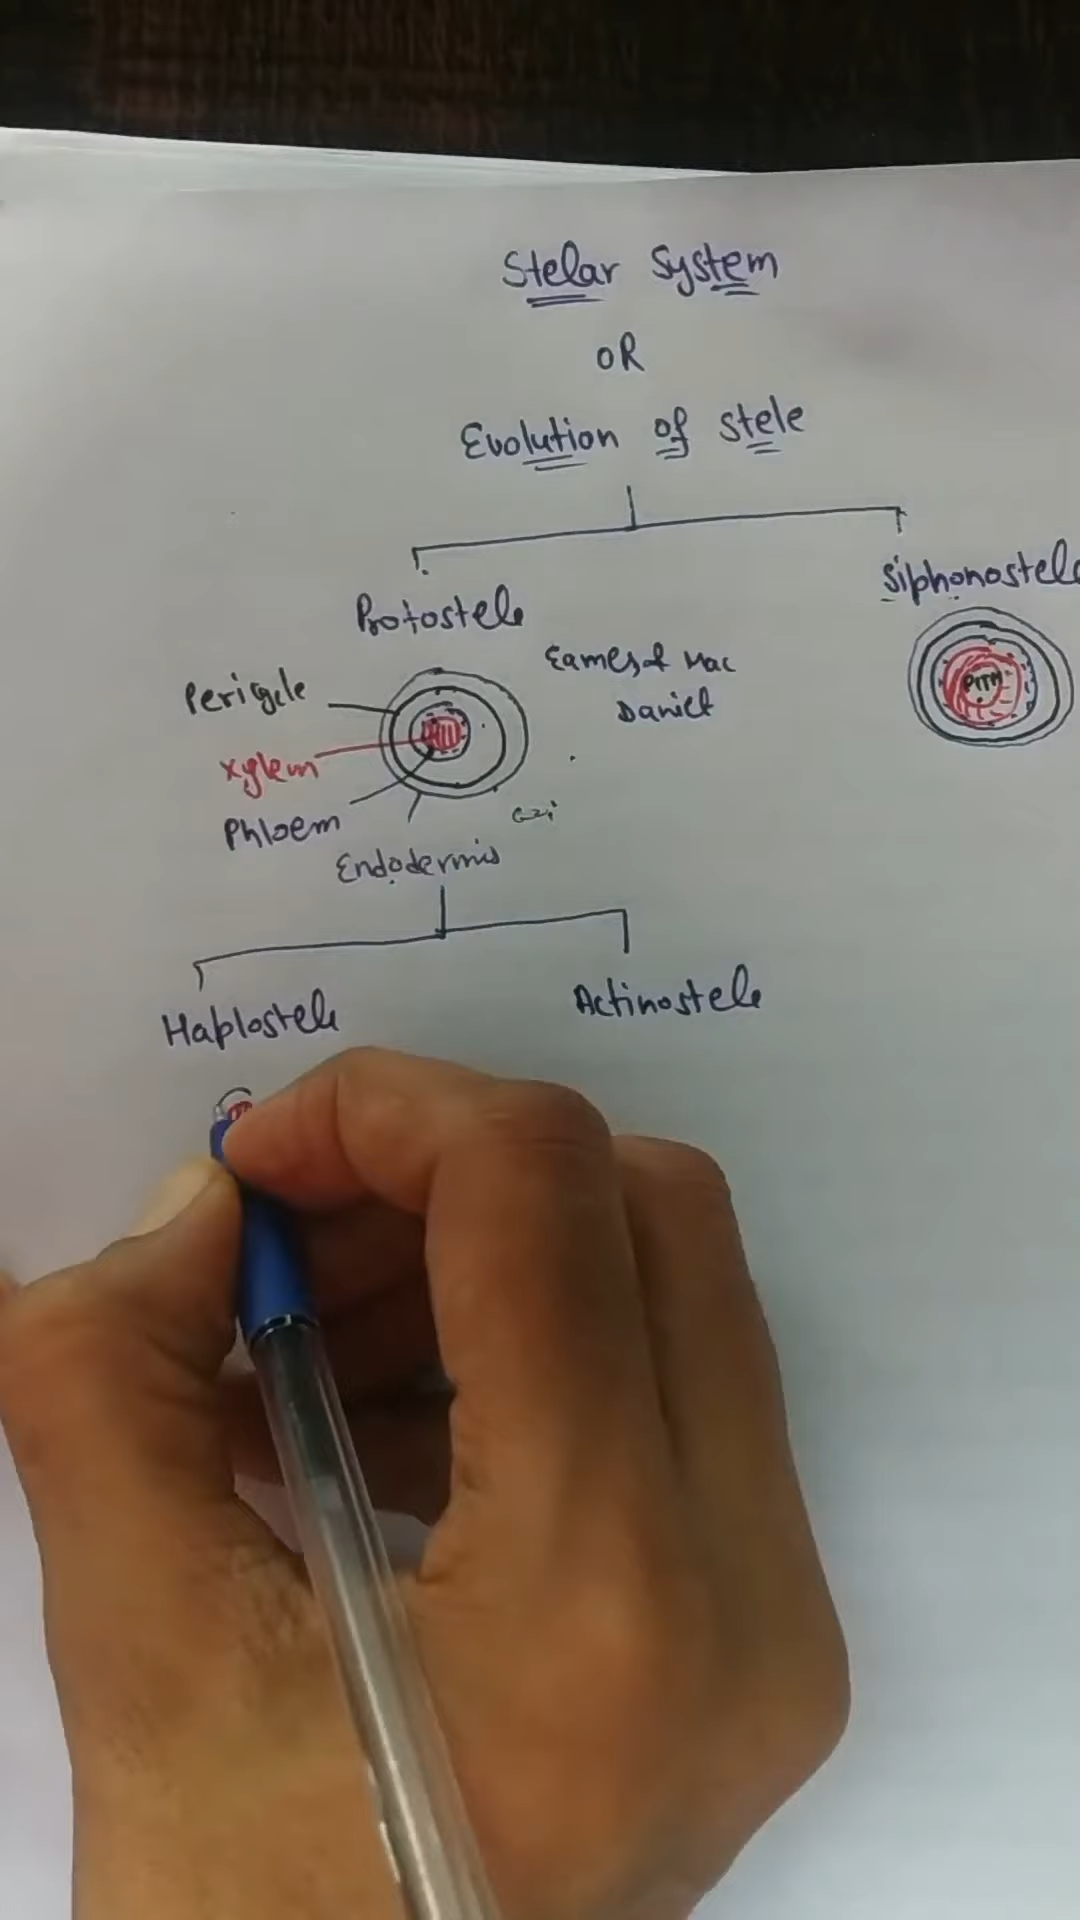 Stelar System
OR
Evolution of stele
Protostele
Siphonostele
Eames & Mac
Daniel
Pericycle
PITH
xylem
Phloem
Endodermis
Haplostele
Actinostele